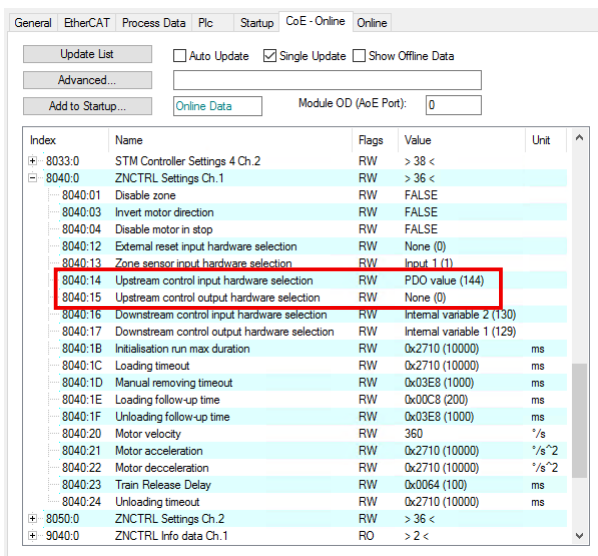 General EtherCAT Process Data Plc Startup CoE - Online Online
Update List Auto Update Single Update Show Offline Data
Advanced...
Add to Startup... Online Data Module OD (AoE Port): 0
Index Name Flags Value Unit
8033:0 STM Controller Settings 4 Ch.2 RW > 38 <
8040:0 ZNCTRL Settings Ch.1 RW > 36 <
8040:01 Disable zone RW FALSE
8040:03 Invert motor direction RW FALSE
8040:04 Disable motor in stop RW FALSE
8040:12 External reset input hardware selection RW None (0)
8040:13 Zone sensor input hardware selection RW Input 1 (1)
8040:14 Upstream control input hardware selection RW PDO value (144)
8040:15 Upstream control output hardware selection RW None (0)
8040:16 Downstream control input hardware selection RW Internal variable 2 (130)
8040:17 Downstream control output hardware selection RW Internal variable 1 (129)
8040:1B Initialisation run max duration RW 0x2710 (10000) ms
8040:1C Loading timeout RW 0x2710 (10000) ms
8040:1D Manual removing timeout RW 0x03E8 (1000) ms
8040:1E Loading follow-up time RW 0x00C8 (200) ms
8040:1F Unloading follow-up time RW 0x03E8 (1000) ms
8040:20 Motor velocity RW 360 °/s
8040:21 Motor acceleration RW 0x2710 (10000) °/s^2
8040:22 Motor decceleration RW 0x2710 (10000) °/s^2
8040:23 Train Release Delay RW 0x0064 (100) ms
8040:24 Unloading timeout RW 0x2710 (10000) ms
8050:0 ZNCTRL Settings Ch.2 RW > 36 <
9040:0 ZNCTRL Info data Ch.1 RO > 2 <